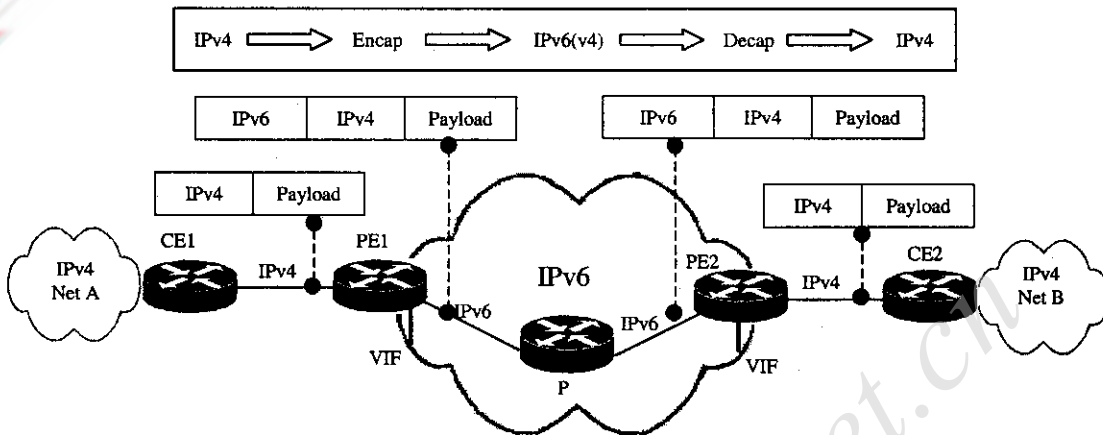 IPv4 Encap IPv6(v4) Decap IPv4
IPv6 IPv4 Payload
IPv6 IPv4 Payload
IPv4 Payload
IPv4 Payload
CE1
PE1
IPv6
PE2
CE2
IPv4
Net A
IPv4
IPv6
IPv6
IPv4
IPv4
Net B
VIF
P
VIF